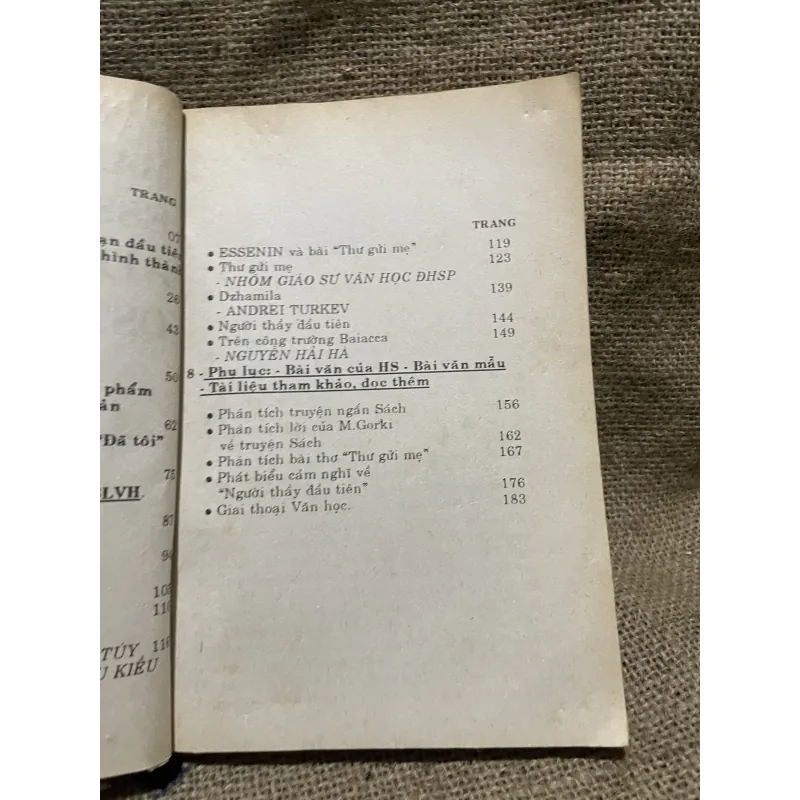 TRANG
07
ạn đầu tiê
hình thàn
26
43
50
phẩm
ản
62
"Đã tôi"
75
LVH.
87
94
TÚY,
KIỀU
TRANG
● ESSENIN và bài "Thư gửi mẹ" 119
● Thư gửi mẹ 123
- NHÓM GIÁO SƯ VĂN HỌC ĐHSP
● Dzhamila 139
- ANDREI TURKEV
● Người thầy đầu tiên 144
● Trên công trường Baiacca 149
- NGUYỄN HẢI HÀ
8 - Phụ lục: - Bài văn của HS - Bài văn mẫu
- Tài liệu tham khảo, đọc thêm
● Phân tích truyện ngắn Sách 156
● Phân tích lời của M.Gorki
về truyện Sách 162
● Phân tích bài thơ "Thư gửi mẹ" 167
● Phát biểu cảm nghĩ về
"Người thầy đầu tiên" 176
● Giai thoại Văn học. 183